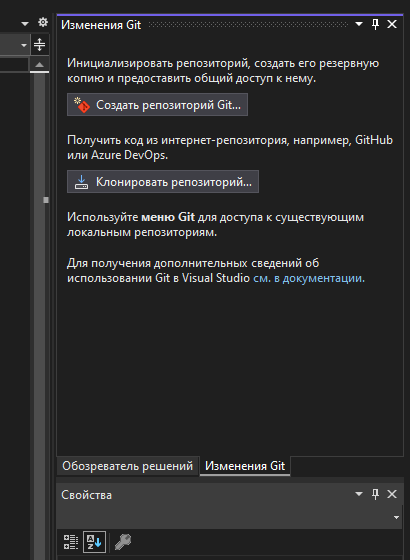 Изменения Git
Инициализировать репозиторий, создать его резервную
копию и предоставить общий доступ к нему.
Создать репозиторий Git...
Получить код из интернет-репозитория, например, GitHub
или Azure DevOps.
Клонировать репозиторий...
Используйте меню Git для доступа к существующим
локальным репозиториям.
Для получения дополнительных сведений об
использовании Git в Visual Studio см. в документации.
Обозреватель решений
Изменения Git
Свойства